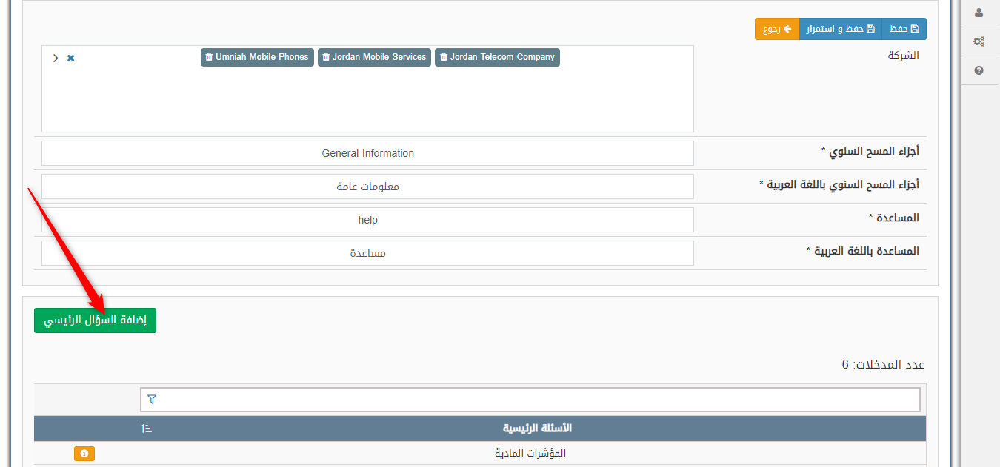 حفظ حفظ و استمرار رجوع
الشركة
Jordan Telecom Company Jordan Mobile Services Umniah Mobile Phones
أجزاء المسح السنوي *
General Information
أجزاء المسح السنوي باللغة العربية *
معلومات عامة
المساعدة *
help
المساعدة باللغة العربية *
مساعدة
إضافة السؤال الرئيسي
عدد المدخلات: 6
الأسئلة الرئيسية
المؤشرات المادية